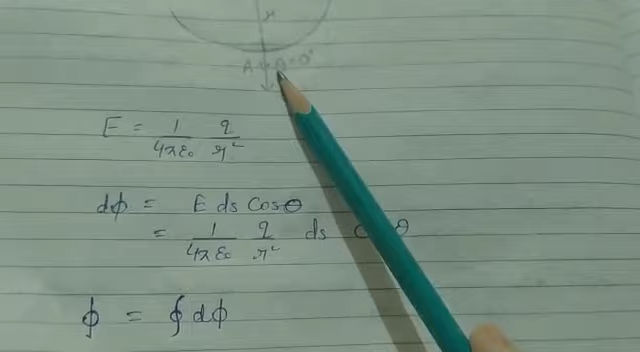 r
A θ=0°
E = 1/4πε₀ q/r²
dϕ = E ds Cosθ
= 1/4πε₀ q/r² ds θ
ϕ = ∮ dϕ